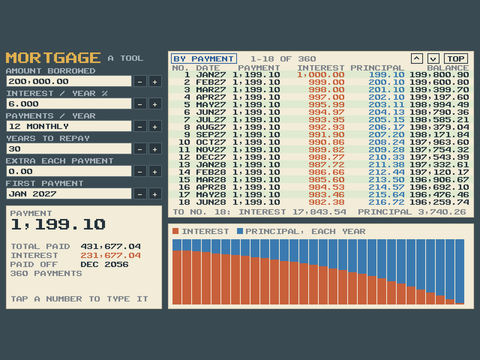 MORTGAGE A TOOL
AMOUNT BORROWED
200,000.00 - +
INTEREST / YEAR %
6.000 - +
PAYMENTS / YEAR
12 MONTHLY - +
YEARS TO REPAY
30 - +
EXTRA EACH PAYMENT
0.00 - +
FIRST PAYMENT
JAN 2027 - +
PAYMENT
1,199.10
TOTAL PAID 431,677.04
INTEREST 231,677.04
PAID OFF DEC 2056
360 PAYMENTS
TAP A NUMBER TO TYPE IT
BY PAYMENT 1-18 OF 360 TOP
NO. DATE PAYMENT INTEREST PRINCIPAL BALANCE
1 JAN27 1,199.10 1,000.00 199.10 199,800.90
2 FEB27 1,199.10 999.00 200.10 199,600.80
3 MAR27 1,199.10 998.00 201.10 199,399.70
4 APR27 1,199.10 997.00 202.10 199,197.60
5 MAY27 1,199.10 995.99 203.11 198,994.49
6 JUN27 1,199.10 994.97 204.13 198,790.36
7 JUL27 1,199.10 993.95 205.15 198,585.21
8 AUG27 1,199.10 992.93 206.17 198,379.04
9 SEP27 1,199.10 991.90 207.20 198,171.84
10 OCT27 1,199.10 990.86 208.24 197,963.60
11 NOV27 1,199.10 989.82 209.28 197,754.32
12 DEC27 1,199.10 988.77 210.33 197,543.99
13 JAN28 1,199.10 987.72 211.38 197,332.61
14 FEB28 1,199.10 986.66 212.44 197,120.17
15 MAR28 1,199.10 985.60 213.50 196,906.67
16 APR28 1,199.10 984.53 214.57 196,692.10
17 MAY28 1,199.10 983.46 215.64 196,476.46
18 JUN28 1,199.10 982.38 216.72 196,259.74
TO NO. 18: INTEREST 17,843.54 PRINCIPAL 3,740.26
INTEREST PRINCIPAL, EACH YEAR